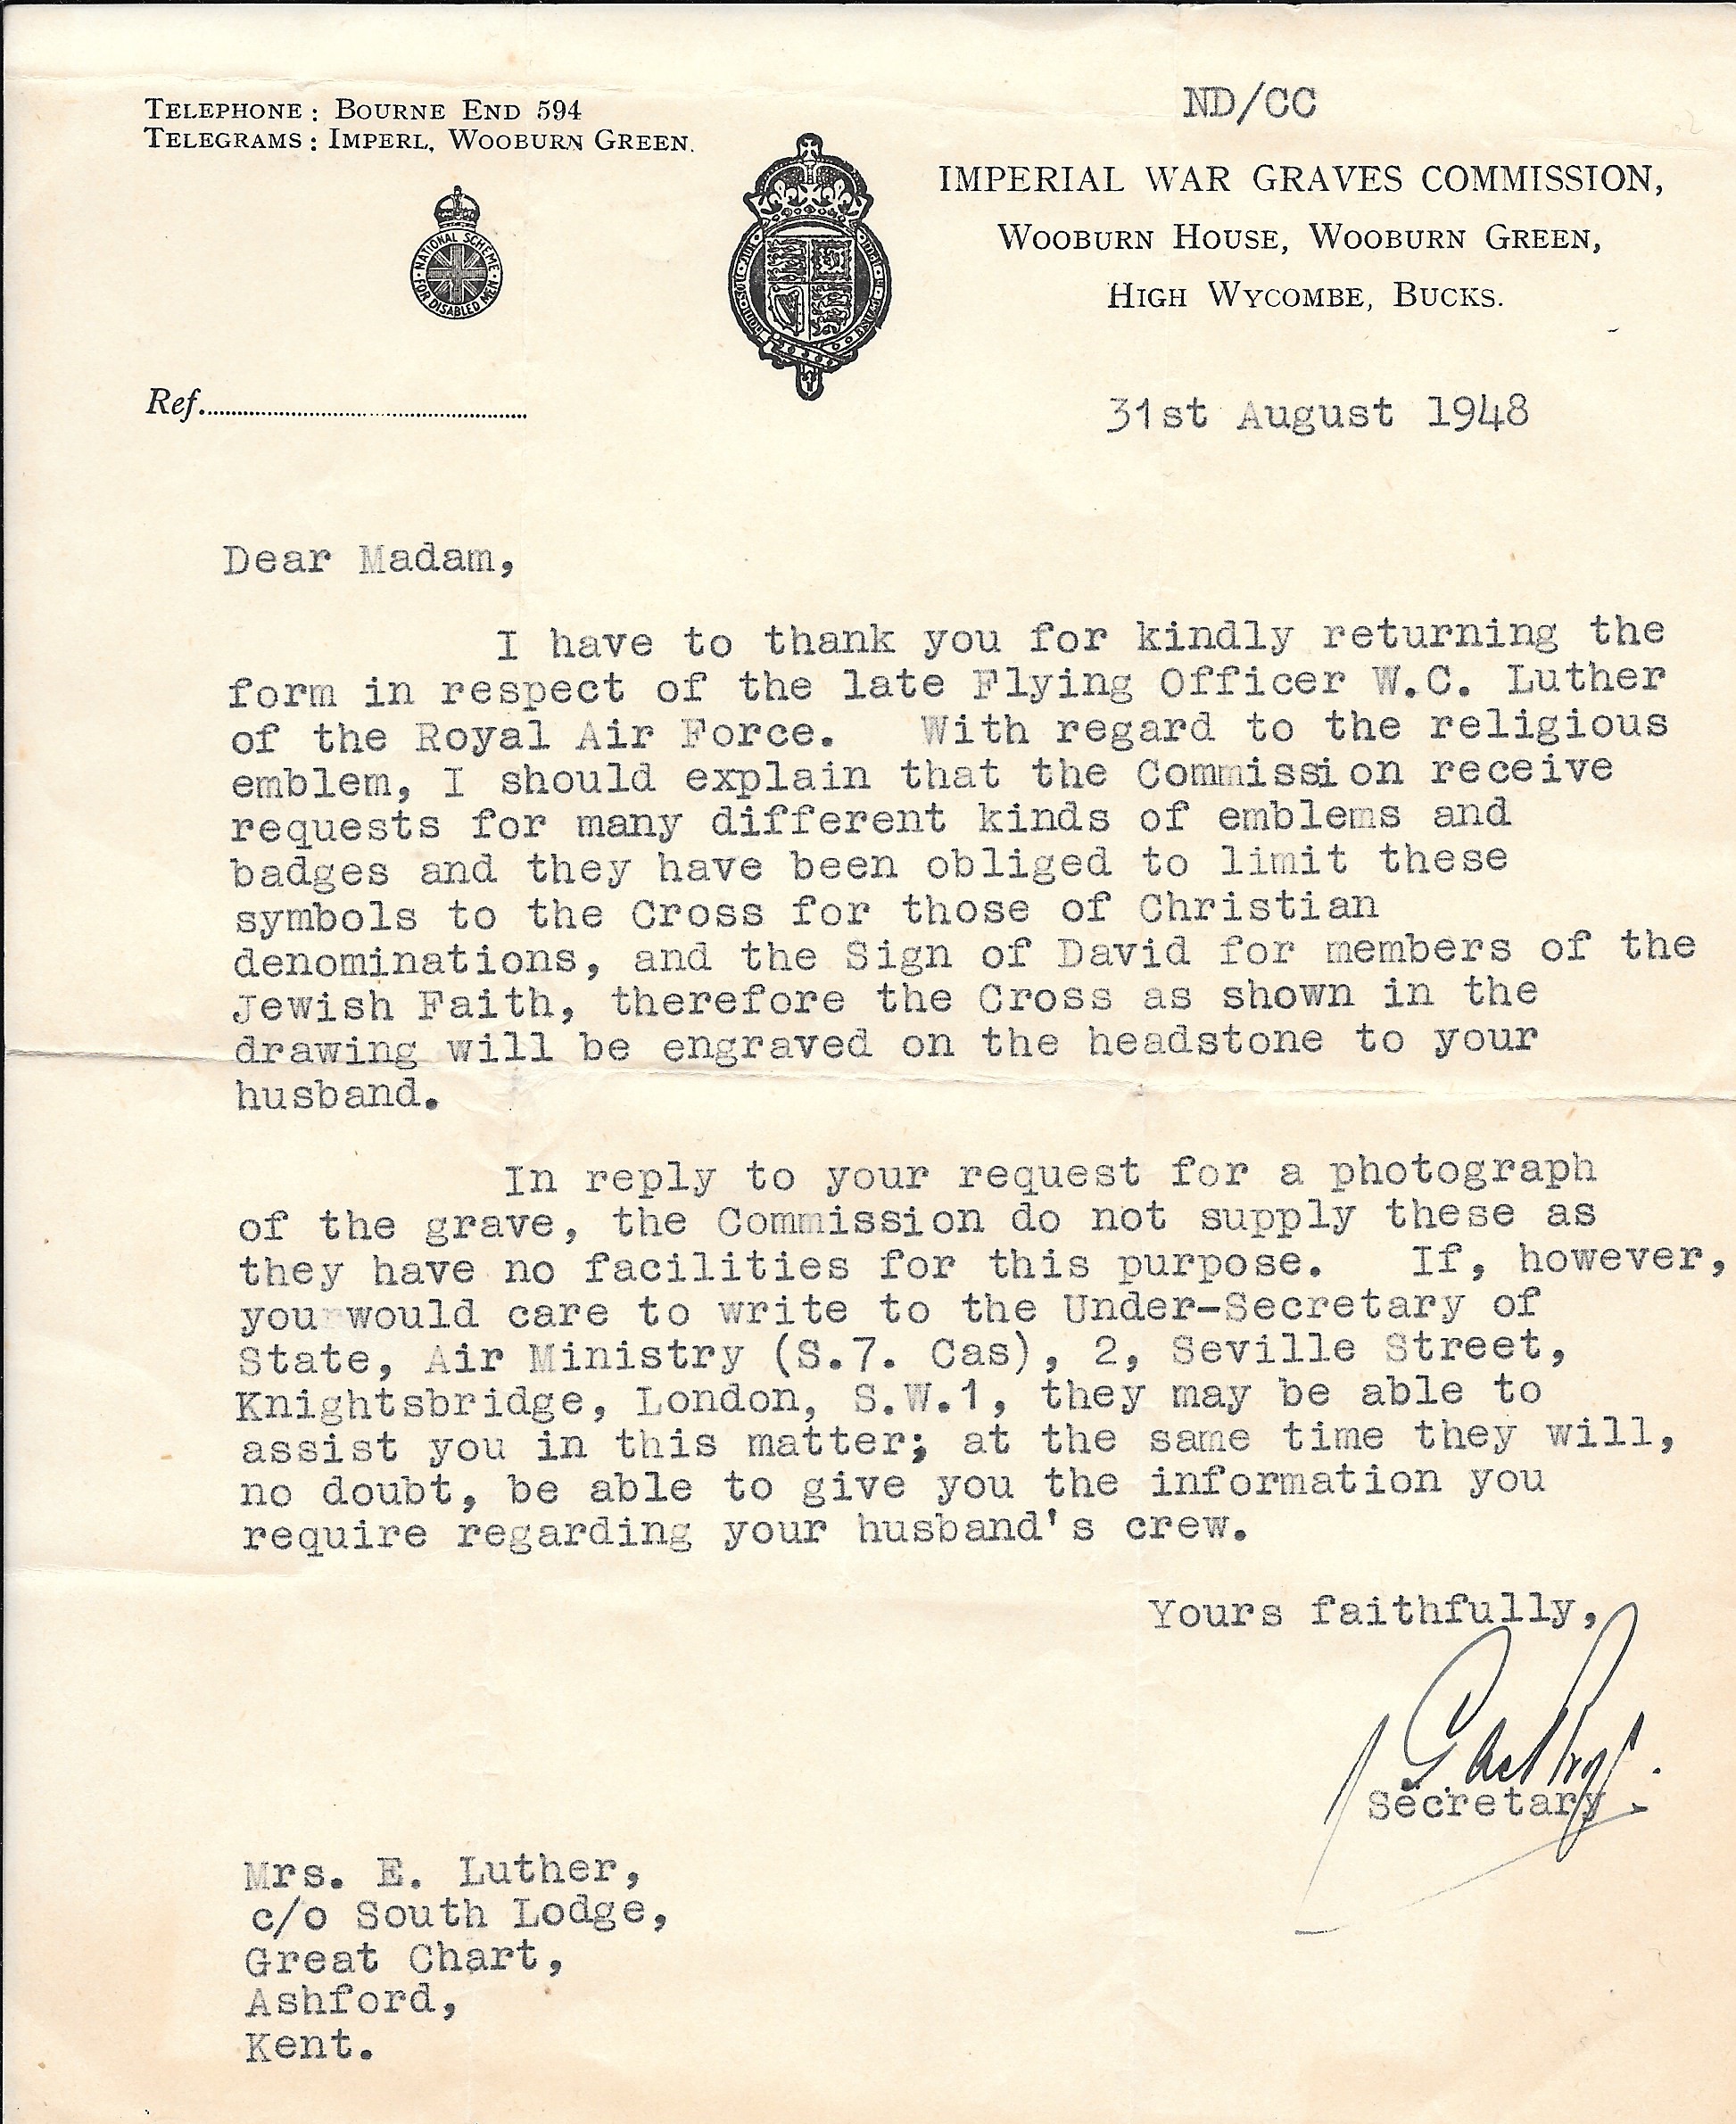 TELEPHONE: BOURNE END 594
TELEGRAMS: IMPERL, WOOBURN GREEN.
ND/CC
IMPERIAL WAR GRAVES COMMISSION,
WOOBURN HOUSE, WOOBURN GREEN,
HIGH WYCOMBE, BUCKS.
NATIONAL SCHEME
FOR DISABLED MEN
Ref..........
31st August 1948
Dear Madam,
I have to thank you for kindly returning the
form in respect of the late Flying Officer W.C. Luther
of the Royal Air Force. With regard to the religious
emblem, I should explain that the Commission receive
requests for many different kinds of emblems and
badges and they have been obliged to limit these
symbols to the Cross for those of Christian
denominations, and the Sign of David for members of the
Jewish Faith, therefore the Cross as shown in the
drawing will be engraved on the headstone to your
husband.
In reply to your request for a photograph
of the grave, the Commission do not supply these as
they have no facilities for this purpose. If, however,
you would care to write to the Under-Secretary of
State, Air Ministry (S.7. Cas), 2, Seville Street,
Knightsbridge, London, S.W.1, they may be able to
assist you in this matter; at the same time they will,
no doubt, be able to give you the information you
require regarding your husband's crew.
Yours faithfully,
Secretary
Mrs. E. Luther,
c/o South Lodge,
Great Chart,
Ashford,
Kent.